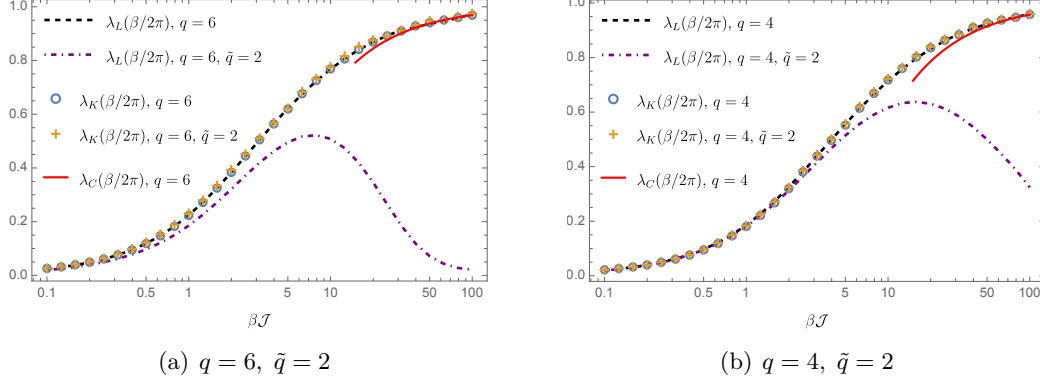 1.0
0.8
0.6
0.4
0.2
0.0
0.1 0.5 1 5 10 50 100
λ_L(β/2π), q = 6
λ_L(β/2π), q = 6, q̃ = 2
λ_K(β/2π), q = 6
λ_K(β/2π), q = 6, q̃ = 2
λ_C(β/2π), q = 6
β𝒥
(a) q = 6, q̃ = 2
1.0
0.8
0.6
0.4
0.2
0.0
0.1 0.5 1 5 10 50 100
λ_L(β/2π), q = 4
λ_L(β/2π), q = 4, q̃ = 2
λ_K(β/2π), q = 4
λ_K(β/2π), q = 4, q̃ = 2
λ_C(β/2π), q = 4
β𝒥
(b) q = 4, q̃ = 2